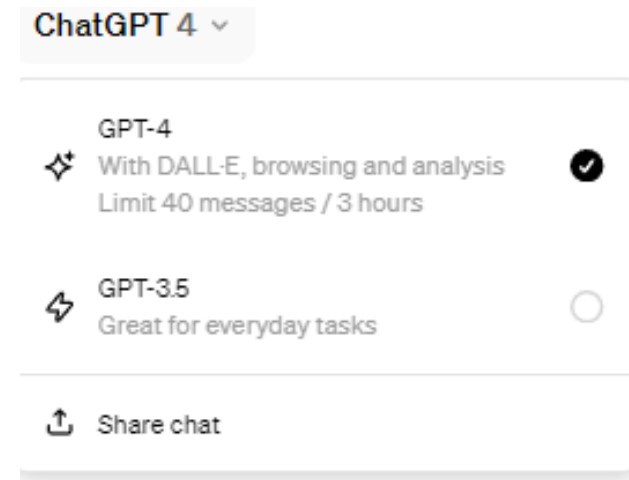 ChatGPT 4
GPT-4
With DALL·E, browsing and analysis
Limit 40 messages / 3 hours
GPT-3.5
Great for everyday tasks
Share chat